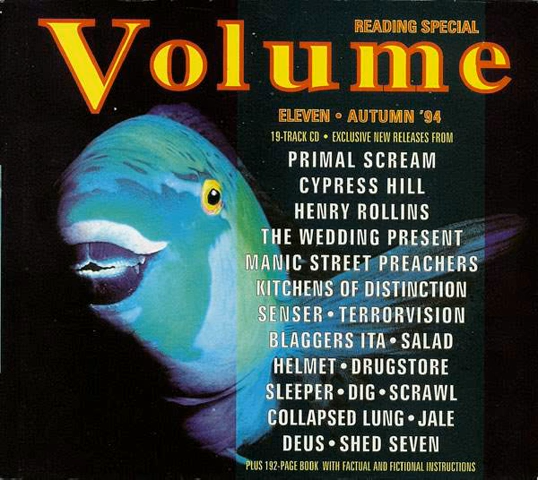 READING SPECIAL
Volume
ELEVEN • AUTUMN '94
19-TRACK CD • EXCLUSIVE NEW RELEASES FROM
PRIMAL SCREAM
CYPRESS HILL
HENRY ROLLINS
THE WEDDING PRESENT
MANIC STREET PREACHERS
KITCHENS OF DISTINCTION
SENSER • TERRORVISION
BLAGGERS ITA • SALAD
HELMET • DRUGSTORE
SLEEPER • DIG • SCRAWL
COLLAPSED LUNG • JALE
DEUS • SHED SEVEN
PLUS 192-PAGE BOOK WITH FACTUAL AND FICTIONAL INSTRUCTIONS